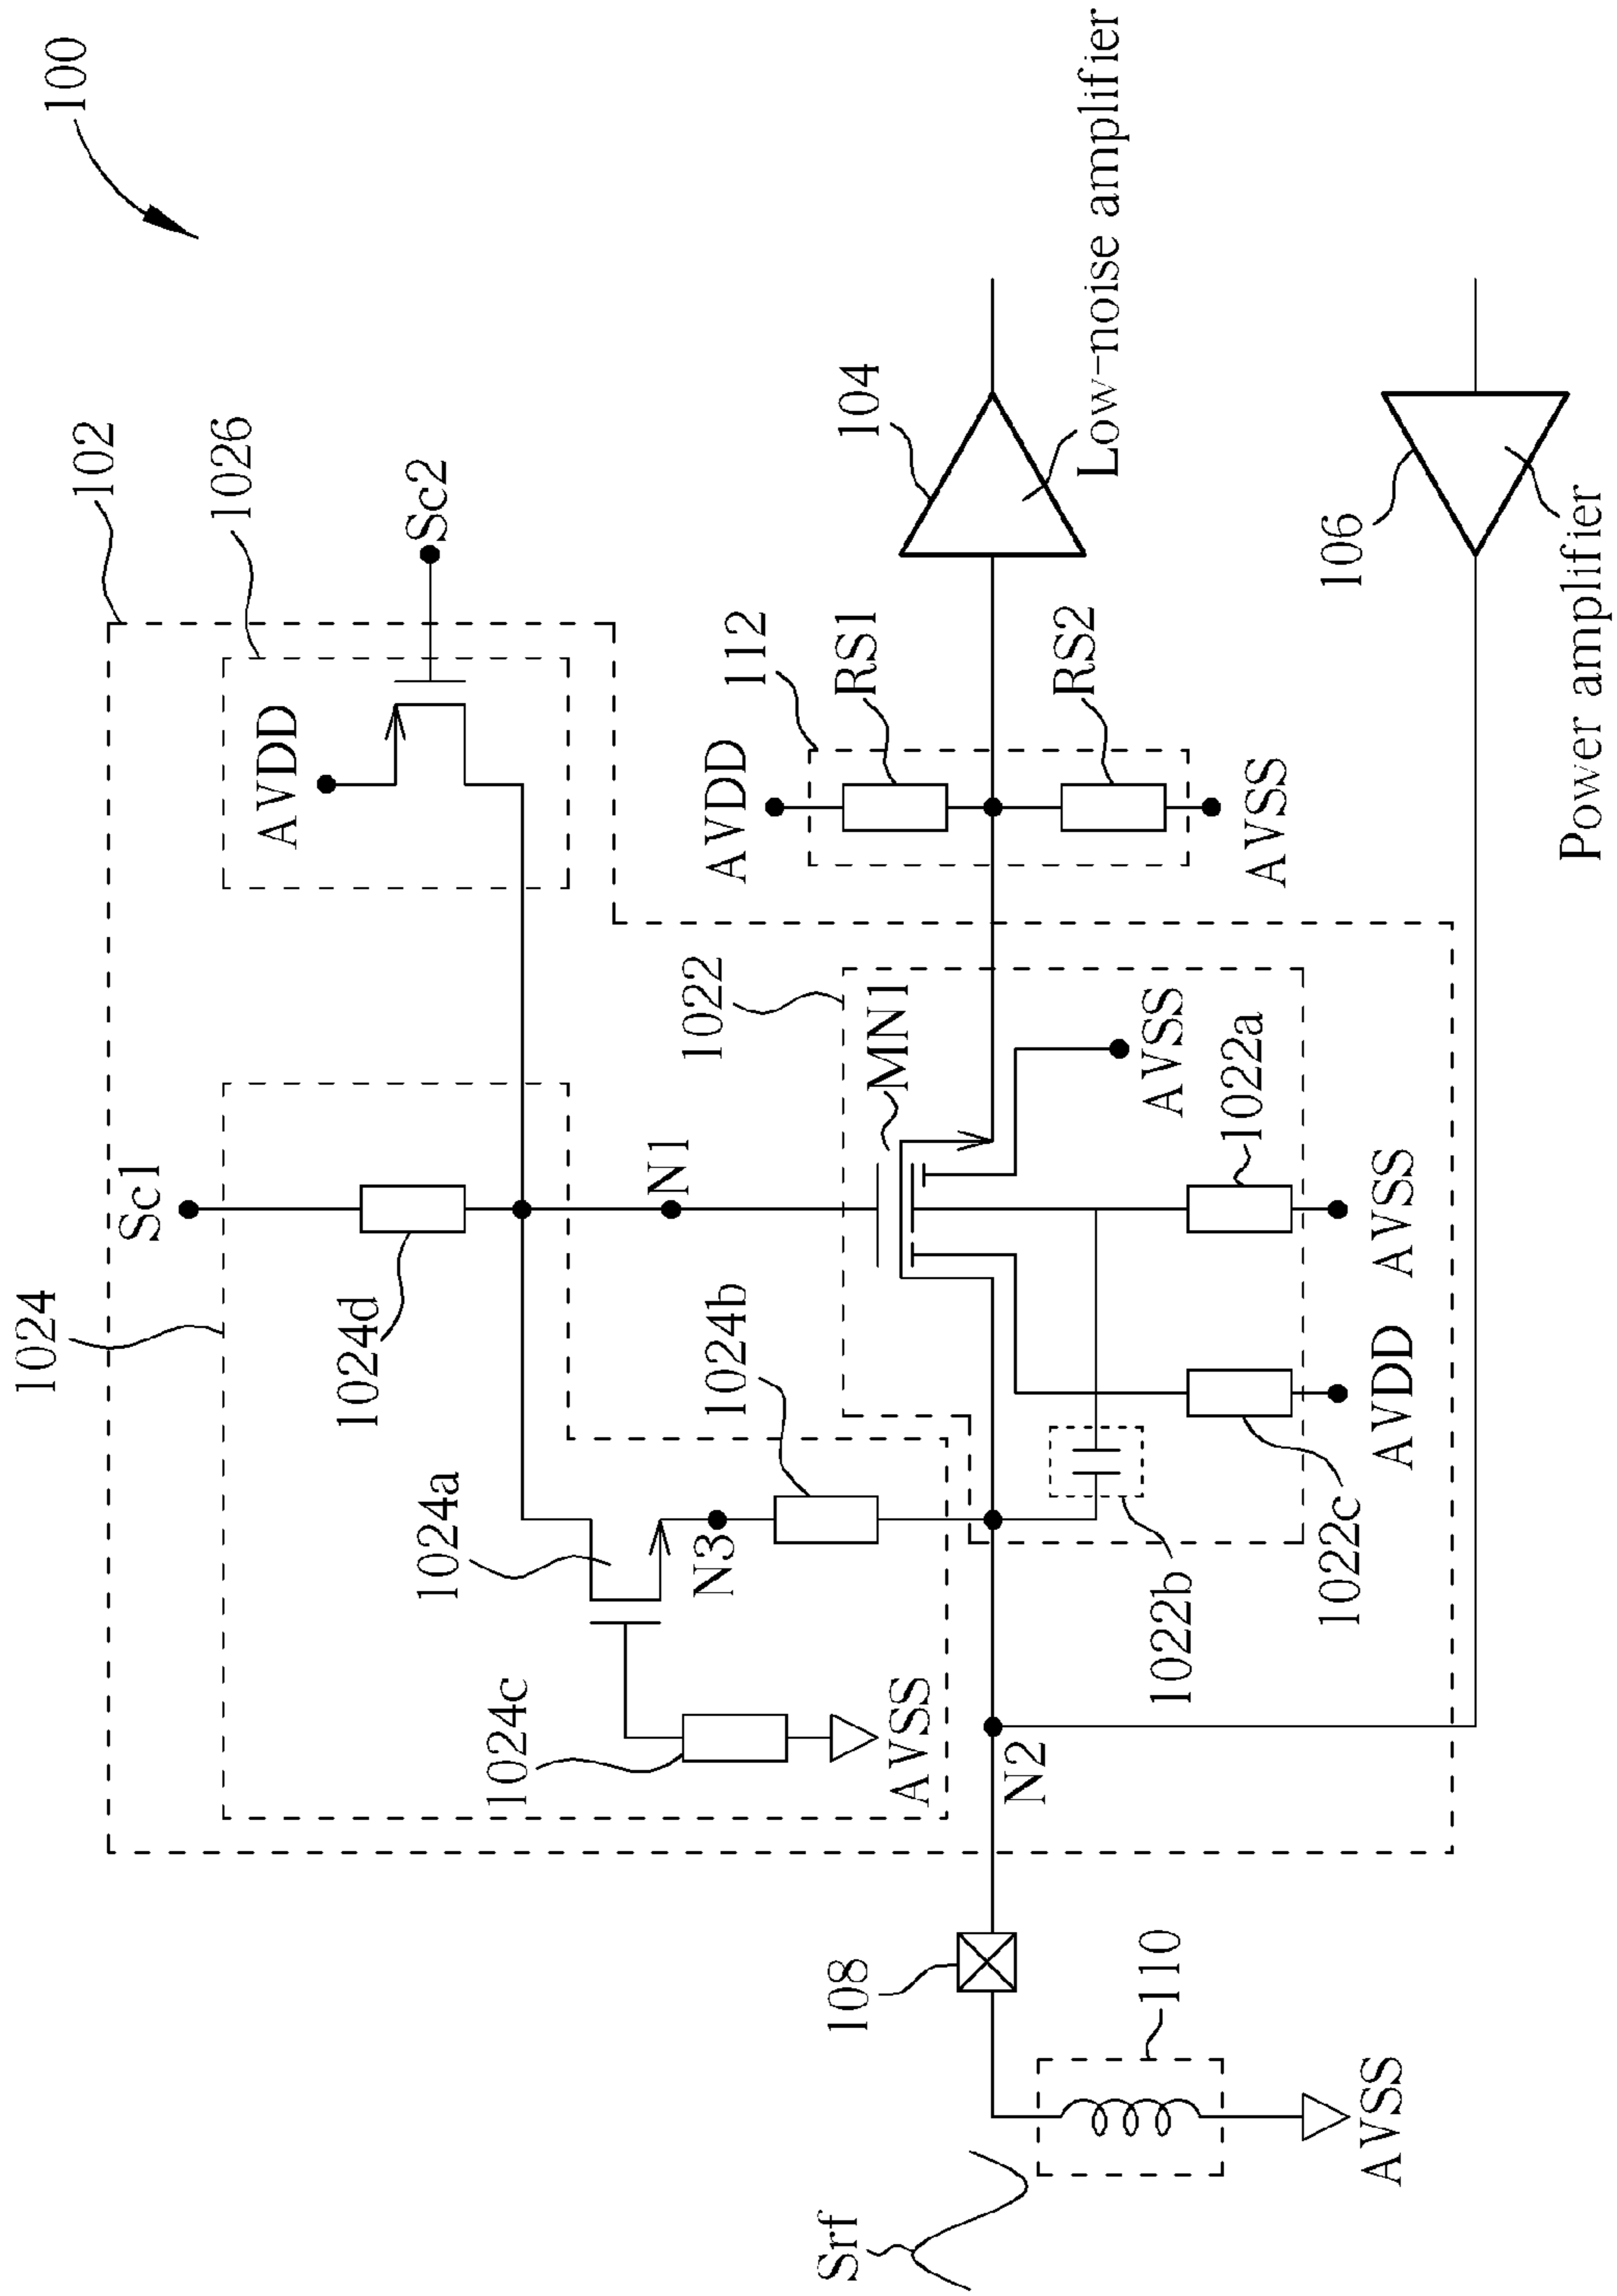 100
102
1026
1024
Sc1
Sc2
AVDD
1024d
1024a
N1
1022
112
104
AVDD
RS1
1024c
N3
1024b
MN1
AVSS
RS2
Low-noise amplifier
108
N2
AVSS
1022a
AVSS
106
1022b
1022c
AVDD
AVSS
Power amplifier
Srf
110
AVSS